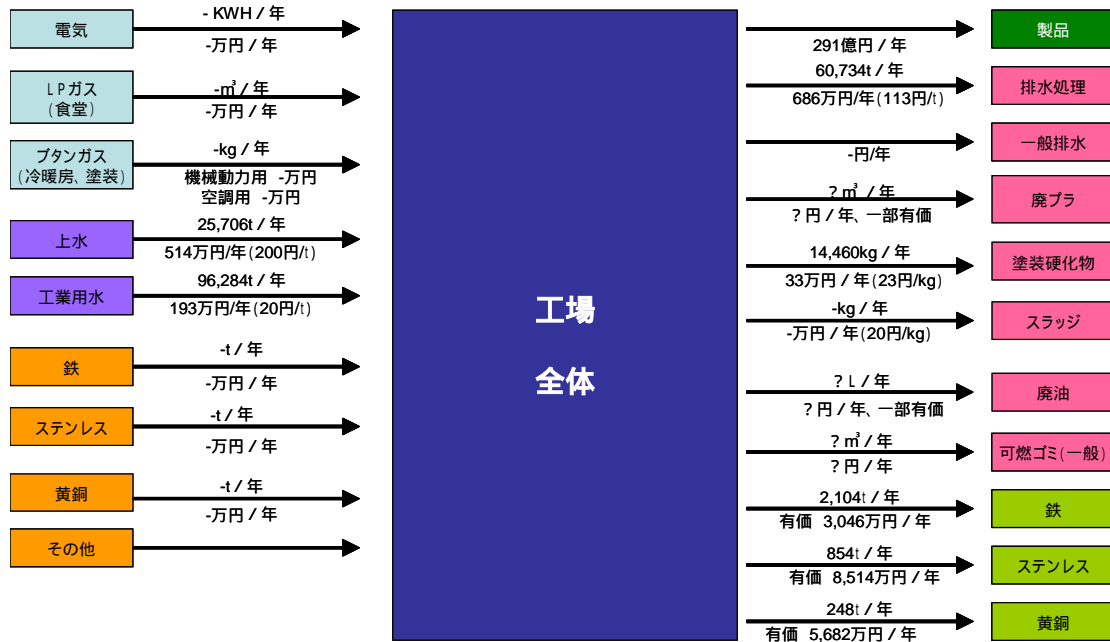 電気
- KWH / 年
-万円 / 年
LPガス
(食堂)
-㎥ / 年
-万円 / 年
ブタンガス
(冷暖房、塗装)
-kg / 年
機械動力用 -万円
空調用 -万円
上水
25,706t / 年
514万円/年(200円/t)
工業用水
96,284t / 年
193万円/年(20円/t)
鉄
-t / 年
-万円 / 年
ステンレス
-t / 年
-万円 / 年
黄銅
-t / 年
-万円 / 年
その他
工場
全体
291億円 / 年
製品
60,734t / 年
686万円/年(113円/t)
排水処理
-円/年
一般排水
? ㎥ / 年
? 円 / 年、一部有価
廃プラ
14,460kg / 年
33万円 / 年(23円/kg)
塗装硬化物
-kg / 年
-万円 / 年(20円/kg)
スラッジ
? L / 年
? 円 / 年、一部有価
廃油
? ㎥ / 年
? 円 / 年
可燃ゴミ(一般)
2,104t / 年
有価 3,046万円 / 年
鉄
854t / 年
有価 8,514万円 / 年
ステンレス
248t / 年
有価 5,682万円 / 年
黄銅